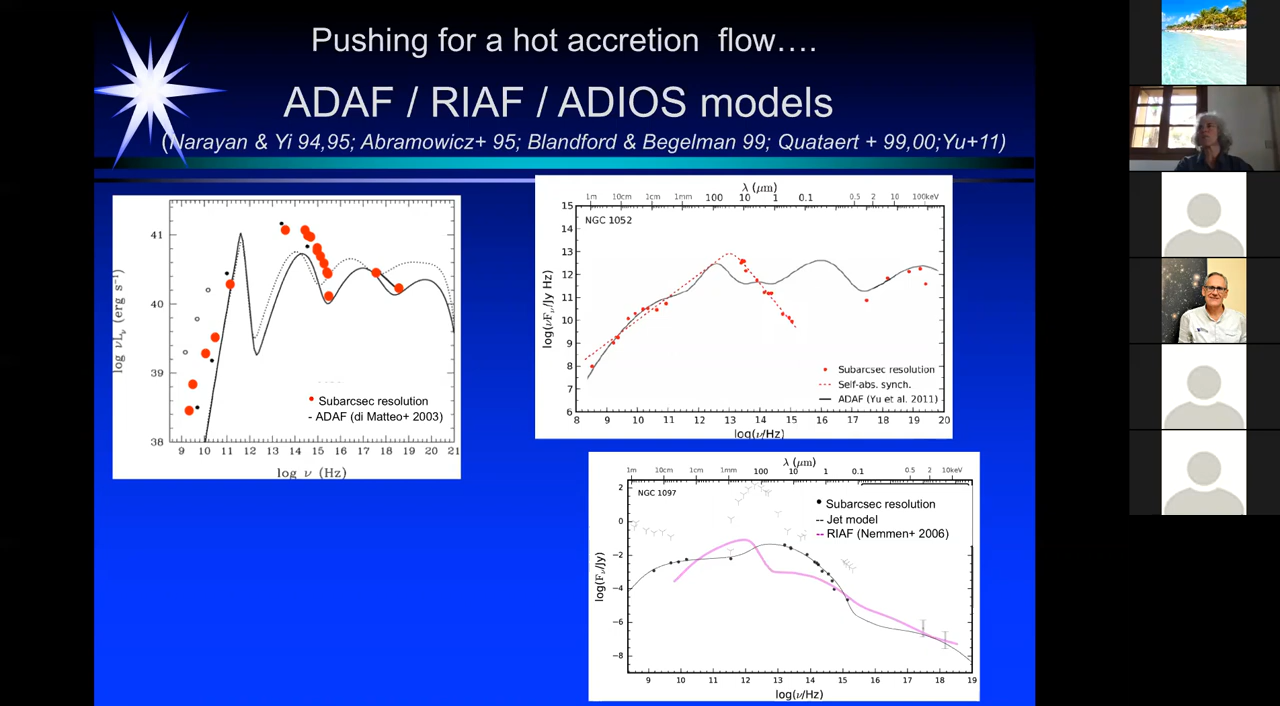 Pushing for a hot accretion flow....
ADAF / RIAF / ADIOS models
(Narayan & Yi 94,95; Abramowicz+ 95; Blandford & Begelman 99; Quataert + 99,00;Yu+11)
41
40
39
38
log νLν (erg s⁻¹)
Subarcsec resolution
- ADAF (di Matteo+ 2003)
9 10 11 12 13 14 15 16 17 18 19 20 21
log ν (Hz)
λ (μm)
1m 10cm 1cm 1mm 100 10 1 0.1 0.5 2 10 100keV
NGC 1052
15
14
13
12
11
10
9
8
7
6
log(νFν/Jy Hz)
Subarcsec resolution
Self-abs. synch.
ADAF (Yu et al. 2011)
8 9 10 11 12 13 14 15 16 17 18 19 20
log(ν/Hz)
λ (μm)
1m 10cm 1cm 1mm 100 10 1 0.1 0.5 2 10keV
NGC 1097
2
0
−2
−4
−6
−8
log(Fν/Jy)
Subarcsec resolution
-- Jet model
-- RIAF (Nemmen+ 2006)
9 10 11 12 13 14 15 16 17 18 19
log(ν/Hz)